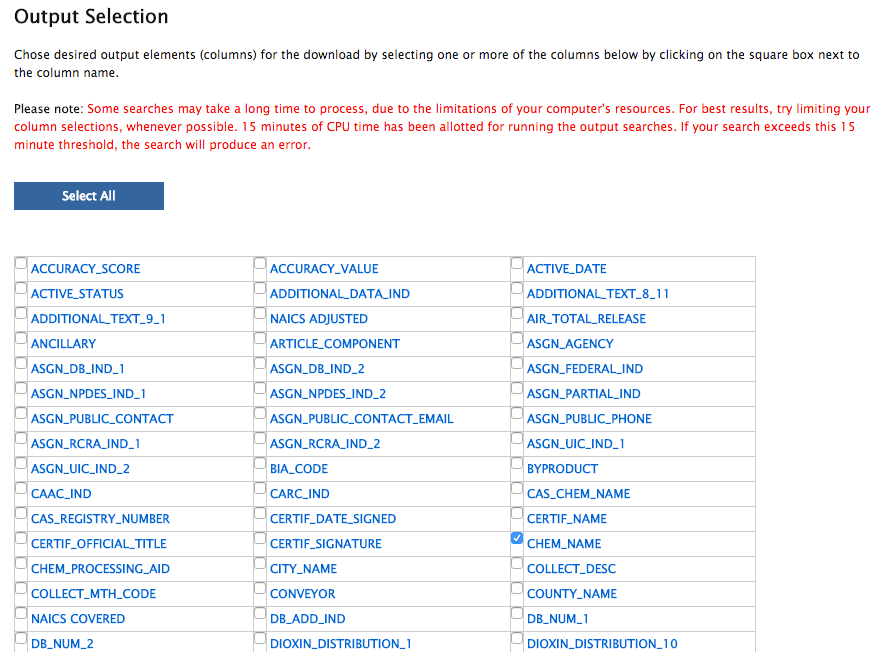 Output Selection
Chose desired output elements (columns) for the download by selecting one or more of the columns below by clicking on the square box next to
the column name.
Please note: Some searches may take a long time to process, due to the limitations of your computer's resources. For best results, try limiting your
column selections, whenever possible. 15 minutes of CPU time has been allotted for running the output searches. If your search exceeds this 15
minute threshold, the search will produce an error.
Select All
ACCURACY_SCORE ACCURACY_VALUE ACTIVE_DATE
ACTIVE_STATUS ADDITIONAL_DATA_IND ADDITIONAL_TEXT_8_11
ADDITIONAL_TEXT_9_1 NAICS ADJUSTED AIR_TOTAL_RELEASE
ANCILLARY ARTICLE_COMPONENT ASGN_AGENCY
ASGN_DB_IND_1 ASGN_DB_IND_2 ASGN_FEDERAL_IND
ASGN_NPDES_IND_1 ASGN_NPDES_IND_2 ASGN_PARTIAL_IND
ASGN_PUBLIC_CONTACT ASGN_PUBLIC_CONTACT_EMAIL ASGN_PUBLIC_PHONE
ASGN_RCRA_IND_1 ASGN_RCRA_IND_2 ASGN_UIC_IND_1
ASGN_UIC_IND_2 BIA_CODE BYPRODUCT
CAAC_IND CARC_IND CAS_CHEM_NAME
CAS_REGISTRY_NUMBER CERTIF_DATE_SIGNED CERTIF_NAME
CERTIF_OFFICIAL_TITLE CERTIF_SIGNATURE CHEM_NAME
CHEM_PROCESSING_AID CITY_NAME COLLECT_DESC
COLLECT_MTH_CODE CONVEYOR COUNTY_NAME
NAICS COVERED DB_ADD_IND DB_NUM_1
DB_NUM_2 DIOXIN_DISTRIBUTION_1 DIOXIN_DISTRIBUTION_10